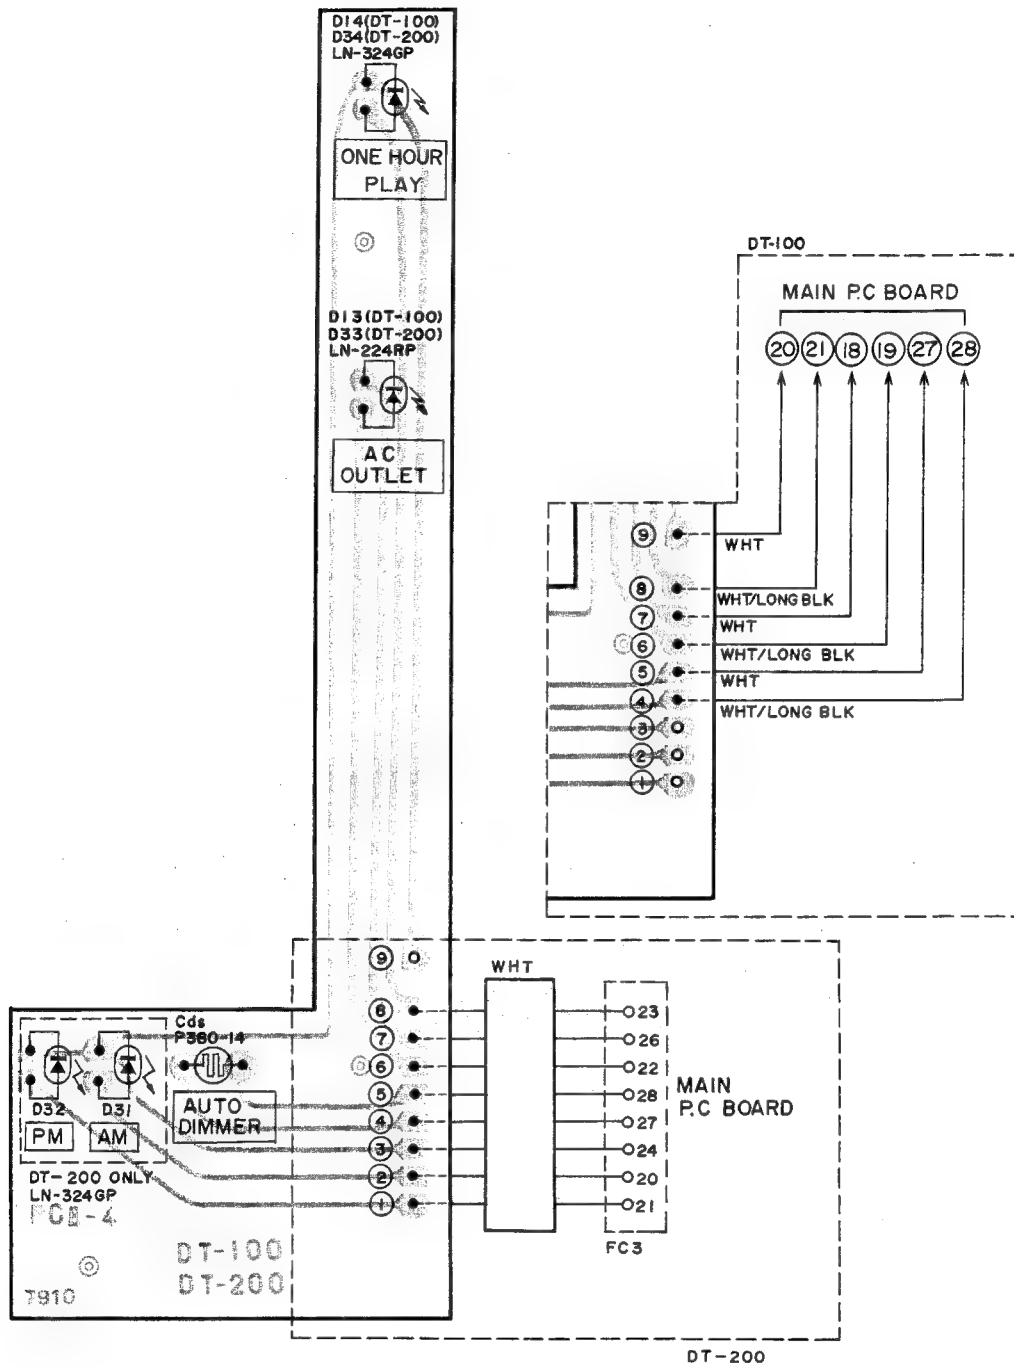 D14(DT-100)
D34(DT-200)
LN-324GP
ONE HOUR
PLAY
D13(DT-100)
D33(DT-200)
LN-224RP
AC
OUTLET
DT-100
MAIN P.C BOARD
20 21 18 19 27 28
9
WHT
8
WHT/LONG BLK
7
WHT
6
WHT/LONG BLK
5
WHT
4
WHT/LONG BLK
3
2
1
9
WHT
8
23
7
26
6
22
5
28
4
27
3
24
2
20
1
21
MAIN
P.C BOARD
FC3
Cds
P380-14
AUTO
DIMMER
D32
D31
PM
AM
DT-200 ONLY
LN-324GP
PCB-4
DT-100
DT-200
7910
DT-200